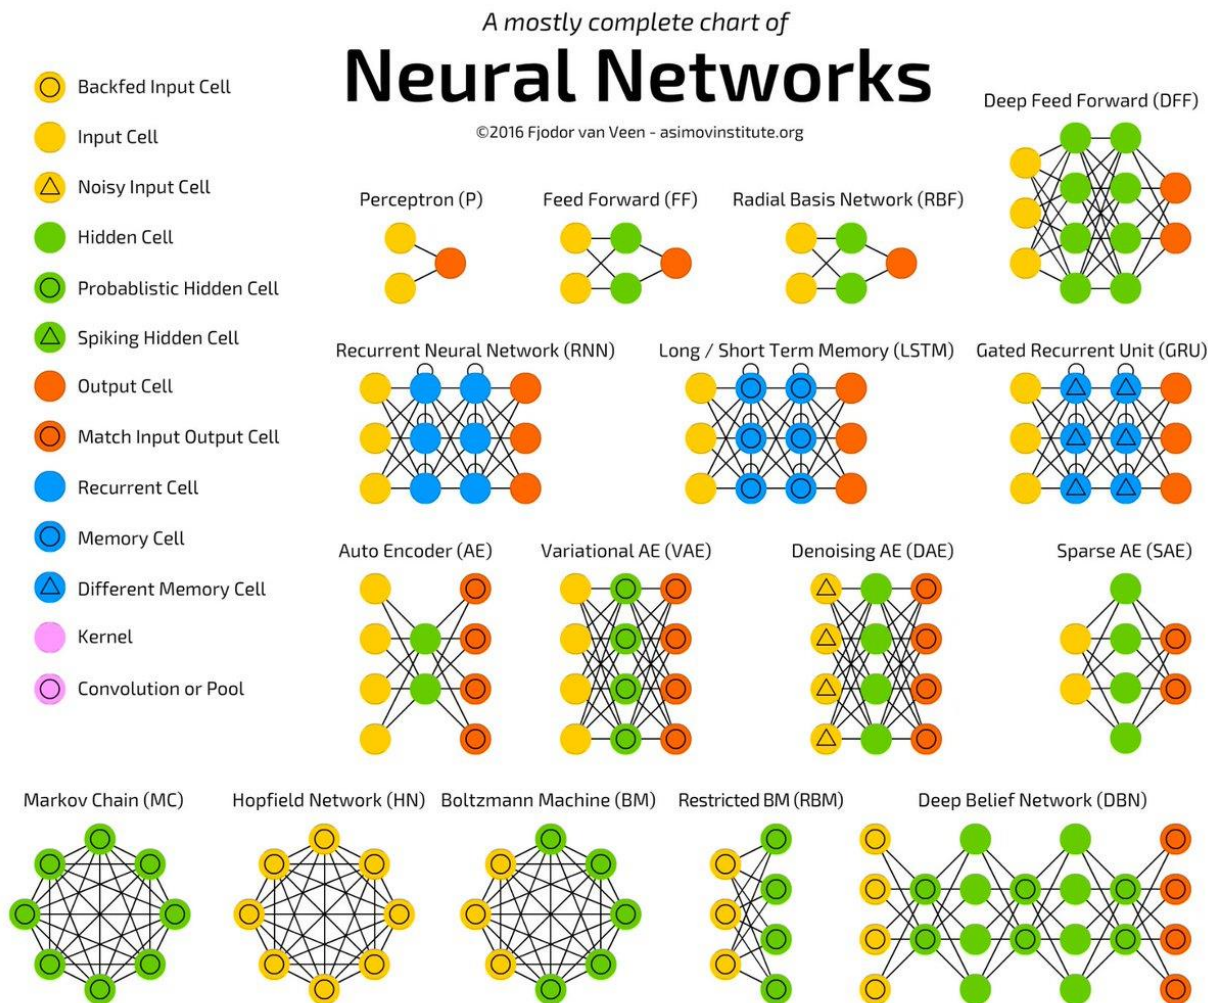 A mostly complete chart of
Neural Networks
©2016 Fjodor van Veen - asimovinstitute.org
Backfed Input Cell
Input Cell
Noisy Input Cell
Hidden Cell
Probablistic Hidden Cell
Spiking Hidden Cell
Output Cell
Match Input Output Cell
Recurrent Cell
Memory Cell
Different Memory Cell
Kernel
Convolution or Pool
Deep Feed Forward (DFF)
Perceptron (P)
Feed Forward (FF)
Radial Basis Network (RBF)
Recurrent Neural Network (RNN)
Long / Short Term Memory (LSTM)
Gated Recurrent Unit (GRU)
Auto Encoder (AE)
Variational AE (VAE)
Denoising AE (DAE)
Sparse AE (SAE)
Markov Chain (MC)
Hopfield Network (HN)
Boltzmann Machine (BM)
Restricted BM (RBM)
Deep Belief Network (DBN)